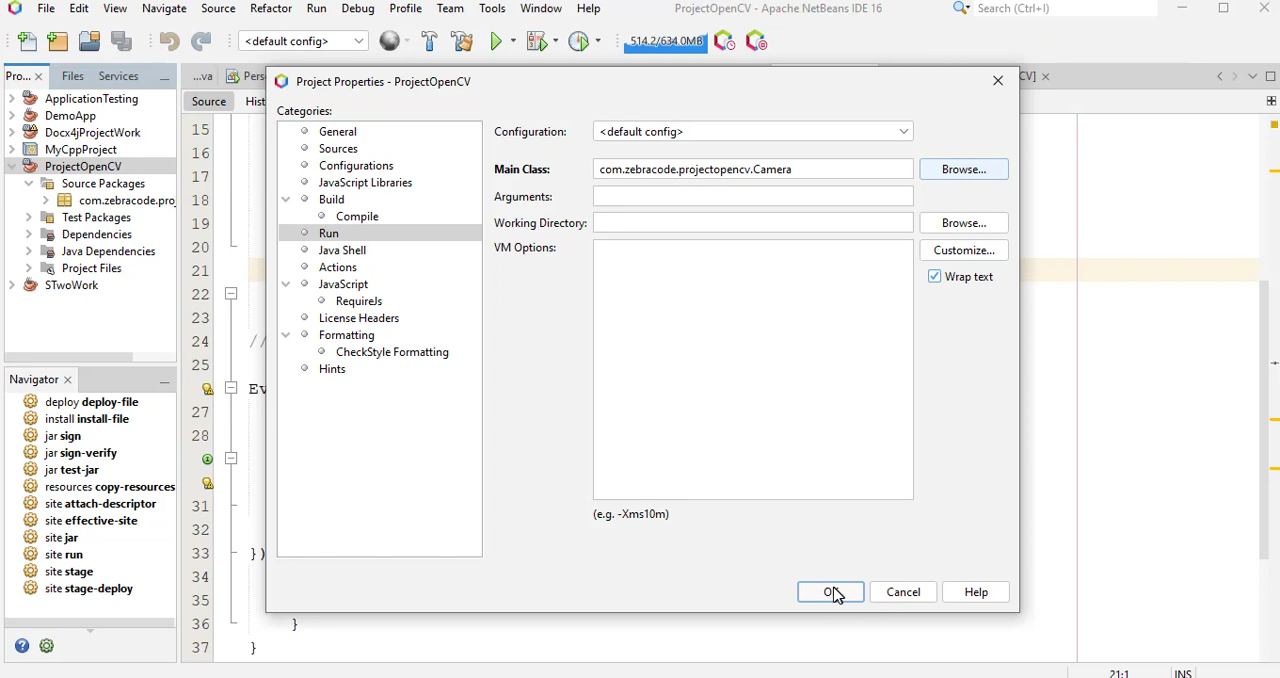 File Edit View Navigate Source Refactor Run Debug Profile Team Tools Window Help ProjectOpenCV - Apache NetBeans IDE 16 Search (Ctrl+I)
<default config> 514.2/634.0MB
Pro... Files Services ...va Pers CV]
Source Hist
ApplicationTesting
DemoApp
Docx4jProjectWork
MyCppProject
ProjectOpenCV
Source Packages
com.zebracode.proj
Test Packages
Dependencies
Java Dependencies
Project Files
STwoWork
Navigator
deploy deploy-file
install install-file
jar sign
jar sign-verify
jar test-jar
resources copy-resources
site attach-descriptor
site effective-site
site jar
site run
site stage
site stage-deploy
15
16
17
18
19
20
21
22
23
24 //
25
Ev
27
28
31
32
33 })
34
35
36 }
37 }
Project Properties - ProjectOpenCV
Categories:
General
Sources
Configurations
JavaScript Libraries
Build
Compile
Run
Java Shell
Actions
JavaScript
RequireJs
License Headers
Formatting
CheckStyle Formatting
Hints
Configuration: <default config>
Main Class: com.zebracode.projectopencv.Camera Browse...
Arguments:
Working Directory: Browse...
VM Options: Customize...
Wrap text
(e.g. -Xms10m)
Cancel Help
21:1 INS